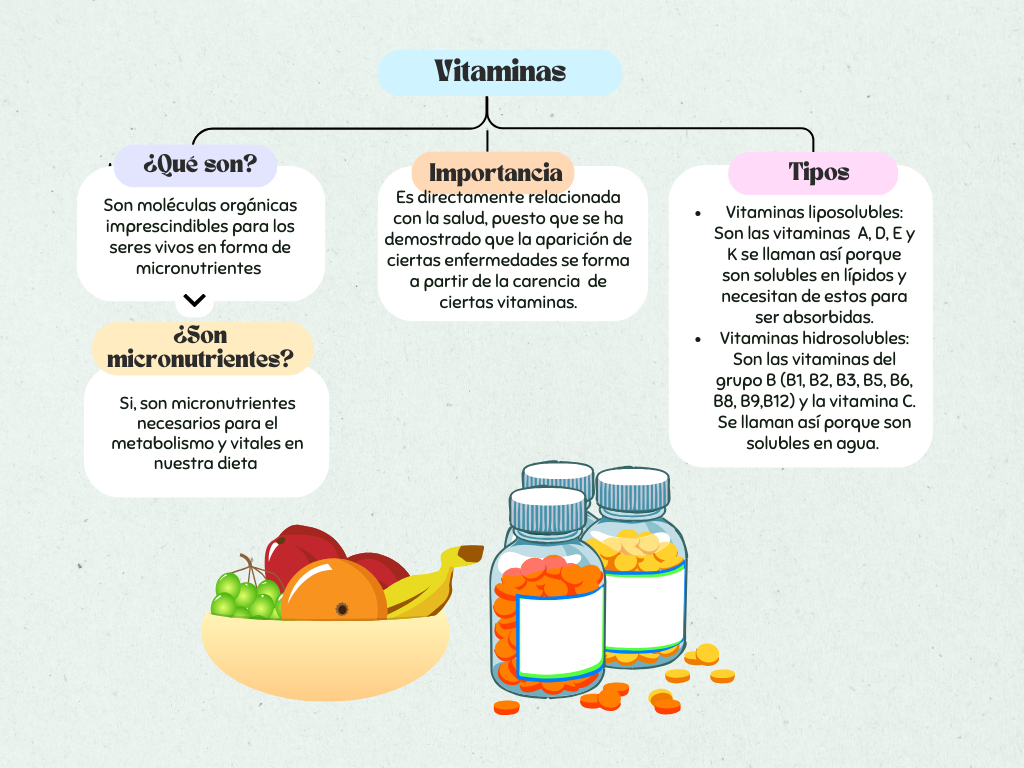 Vitaminas
¿Qué son?
Son moléculas orgánicas
imprescindibles para los
seres vivos en forma de
micronutrientes
¿Son
micronutrientes?
Si, son micronutrientes
necesarios para el
metabolismo y vitales en
nuestra dieta
Importancia
Es directamente relacionada
con la salud, puesto que se ha
demostrado que la aparición de
ciertas enfermedades se forma
a partir de la carencia de
ciertas vitaminas.
Tipos
• Vitaminas liposolubles:
Son las vitaminas A, D, E y
K se llaman así porque
son solubles en lípidos y
necesitan de estos para
ser absorbidas.
• Vitaminas hidrosolubles:
Son las vitaminas del
grupo B (B1, B2, B3, B5, B6,
B8, B9,B12) y la vitamina C.
Se llaman así porque son
solubles en agua.